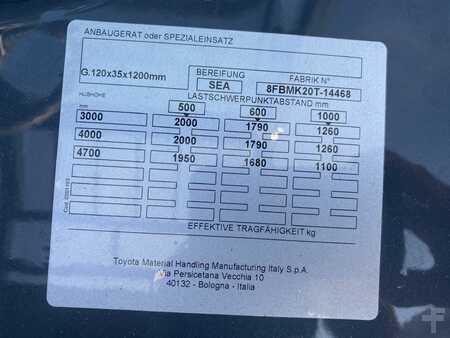 ANBAUGERÄT oder SPEZIALEINSATZ
G.120x35x1200mm
BEREIFUNG
SEA
FABRIK N°
8FBMK20T-14468
HUBHÖHE
LASTSCHWERPUNKTABSTAND mm
mm 500 600 1000
3000 2000 1790 1260
4000 2000 1790 1260
4700 1950 1680 1100
EFFEKTIVE TRAGFÄHIGKEIT kg
Toyota Material Handling Manufacturing Italy S.p.A.
Via Persicetana Vecchia 10
40132 - Bologna - Italia